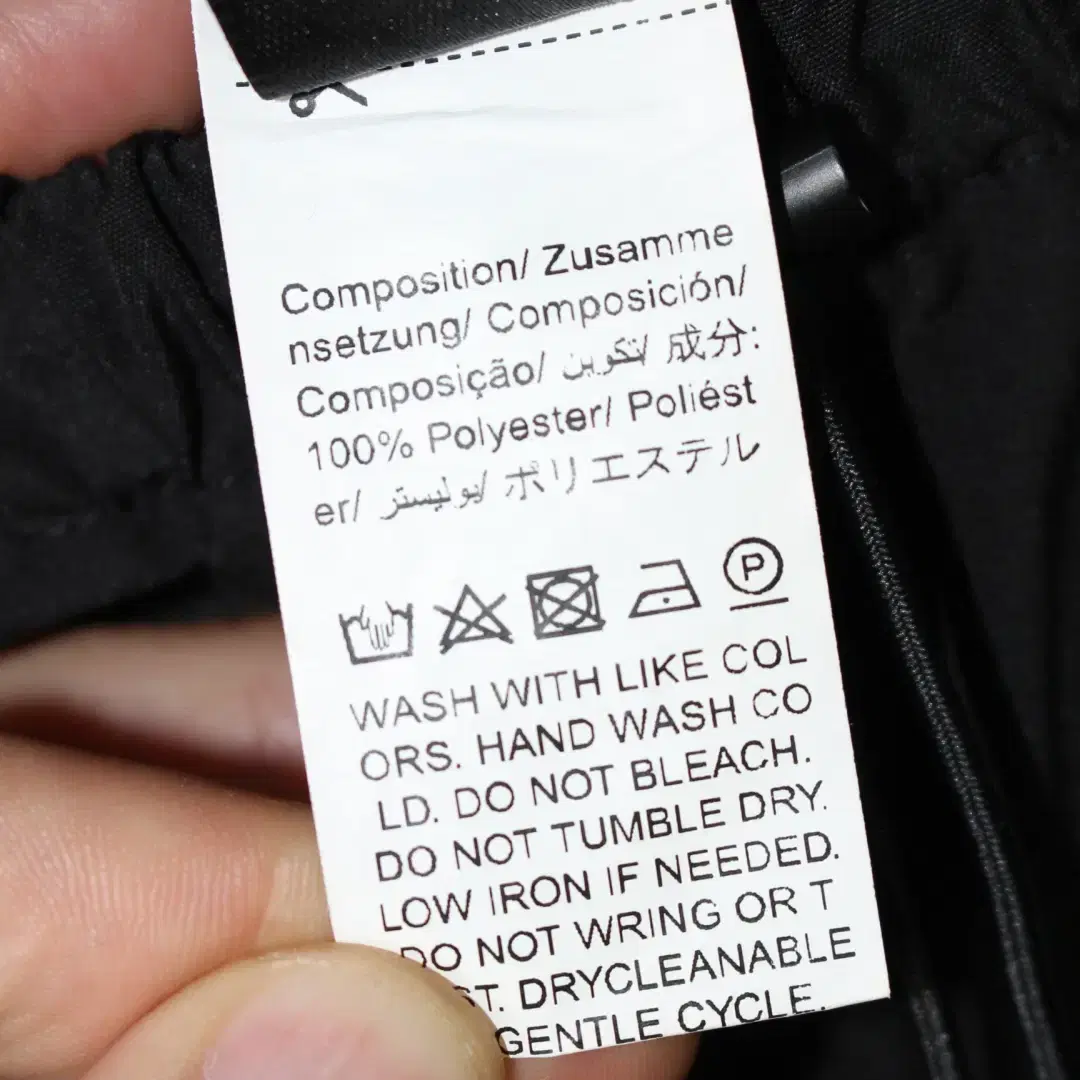 Composition/ Zusamme
nsetzung/ Composición/
Composição/ تكوين/ 成分:
100% Polyester/ Poliést
er/ بوليستر/ ポリエステル
P
WASH WITH LIKE COL
ORS. HAND WASH CO
LD. DO NOT BLEACH.
DO NOT TUMBLE DRY.
LOW IRON IF NEEDED.
DO NOT WRING OR T
ST. DRYCLEANABLE
GENTLE CYCLE.